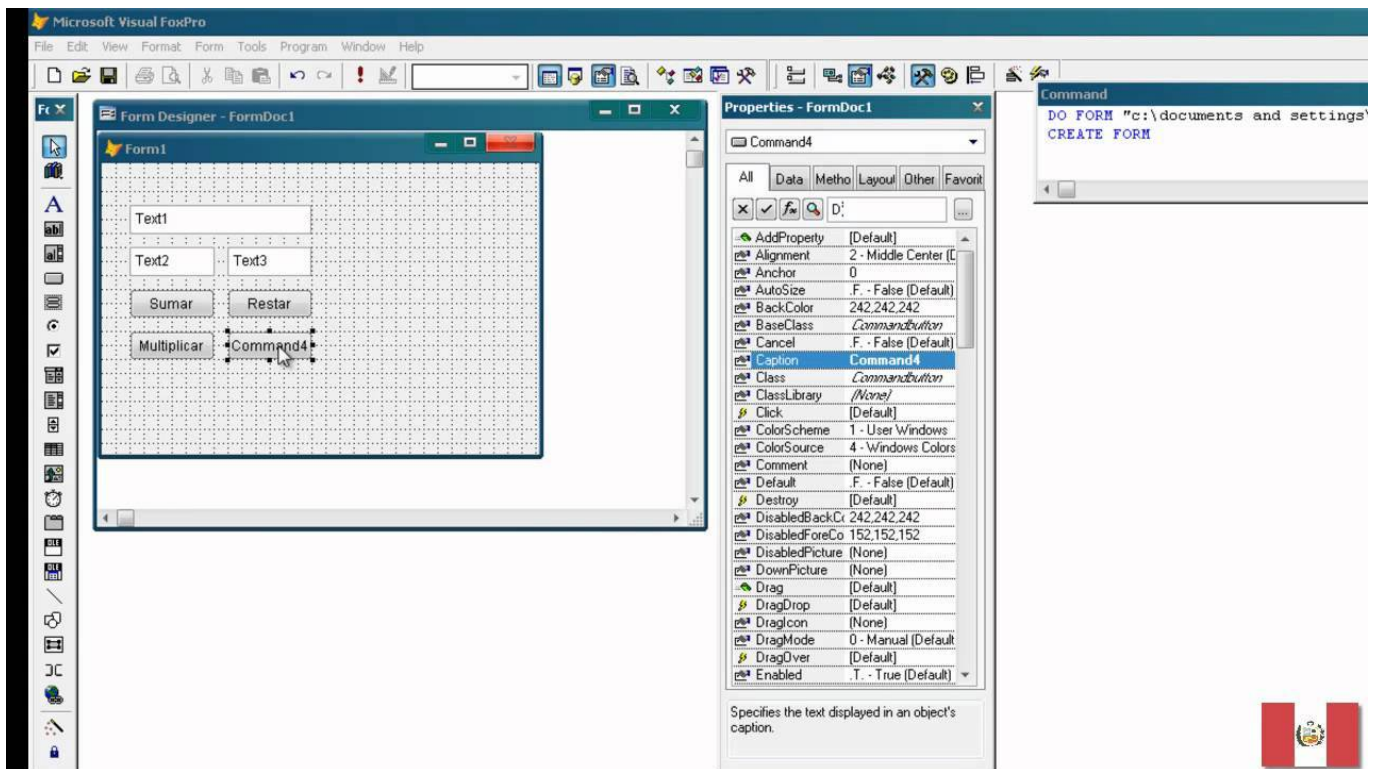 Microsoft Visual FoxPro
File Edit View Format Form Tools Program Window Help
Form Designer - FormDoc1
Form1
Text1
Text2 Text3
Sumar Restar
Multiplicar Command4
Properties - FormDoc1
Command4
All Data Metho Layout Other Favorit
AddProperty [Default]
Alignment 2 - Middle Center (D
Anchor 0
AutoSize .F. - False (Default)
BackColor 242,242,242
BaseClass Commandbutton
Cancel .F. - False (Default)
Caption Command4
Class Commandbutton
ClassLibrary (None)
Click [Default]
ColorScheme 1 - User Windows
ColorSource 4 - Windows Colors
Comment (None)
Default .F. - False (Default)
Destroy [Default]
DisabledBackCo 242,242,242
DisabledForeCo 152,152,152
DisabledPicture (None)
DownPicture (None)
Drag [Default]
DragDrop [Default]
DragIcon (None)
DragMode 0 - Manual (Default
DragOver [Default]
Enabled .T. - True (Default)
Specifies the text displayed in an object's
caption.
Command
DO FORM "c:\documents and settings\
CREATE FORM